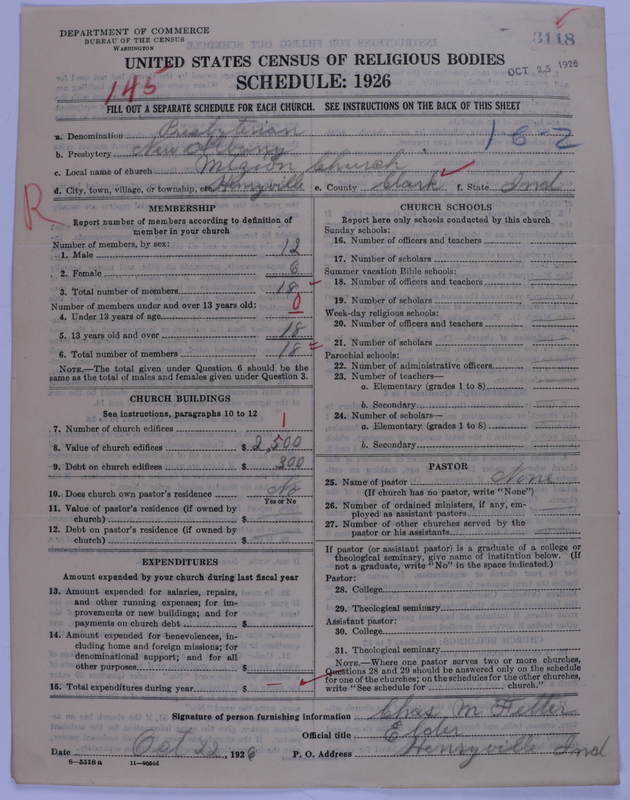 DEPARTMENT OF COMMERCE
BUREAU OF THE CENSUS
WASHINGTON
3118
UNITED STATES CENSUS OF RELIGIOUS BODIES
OCT 25 1926
SCHEDULE: 1926
145
FILL OUT A SEPARATE SCHEDULE FOR EACH CHURCH. SEE INSTRUCTIONS ON THE BACK OF THIS SHEET
a. Denomination Presbyterian
18-2
b. Presbytery New Albany
c. Local name of church Mt Zion Church
d. City, town, village, or township, etc. Henryville e. County Clark f. State Ind
R
MEMBERSHIP
Report number of members according to definition of
member in your church
Number of members, by sex:
1. Male 12
2. Female 6
3. Total number of members 18
Number of members under and over 13 years old:
4. Under 13 years of age 0
5. 13 years old and over 18
6. Total number of members 18
NOTE.—The total given under Question 6 should be
same as the total of males and females given under Question 3.
CHURCH BUILDINGS
See instructions, paragraphs 10 to 12
7. Number of church edifices 1
8. Value of church edifices $ 2,500
9. Debt on church edifices $ 300
10. Does church own pastor's residence No
Yes or No
11. Value of pastor's residence (if owned by
church) $
12. Debt on pastor's residence (if owned by
church) $
EXPENDITURES
Amount expended by your church during last fiscal year
13. Amount expended for salaries, repairs,
and other running expenses; for im-
provements or new buildings; and for
payments on church debt $
14. Amount expended for benevolences, in-
cluding home and foreign missions; for
denominational support; and for all
other purposes $
15. Total expenditures during year $ —
CHURCH SCHOOLS
Report here only schools conducted by this church
Sunday schools:
16. Number of officers and teachers
17. Number of scholars
Summer vacation Bible schools:
18. Number of officers and teachers
19. Number of scholars
Week-day religious schools:
20. Number of officers and teachers
21. Number of scholars
Parochial schools:
22. Number of administrative officers
23. Number of teachers—
a. Elementary (grades 1 to 8)
b. Secondary
24. Number of scholars—
a. Elementary (grades 1 to 8)
b. Secondary
PASTOR
25. Name of pastor None
(If church has no pastor, write "None")
26. Number of ordained ministers, if any, em-
ployed as assistant pastors
27. Number of other churches served by the
pastor or his assistants
If pastor (or assistant pastor) is a graduate of a college or
theological seminary, give name of institution below. (If
not a graduate, write "No" in the space indicated.)
Pastor:
28. College
29. Theological seminary
Assistant pastor:
30. College
31. Theological seminary
NOTE.—Where one pastor serves two or more churches,
Questions 28 and 29 should be answered only on the schedule
for one of the churches; on the schedules for the other churches,
write "See schedule for church."
Signature of person furnishing information Chas M Fetter
Official title Elder
Date Oct 22, 1926 P. O. Address Henryville Ind
8-5518a 11-9056a